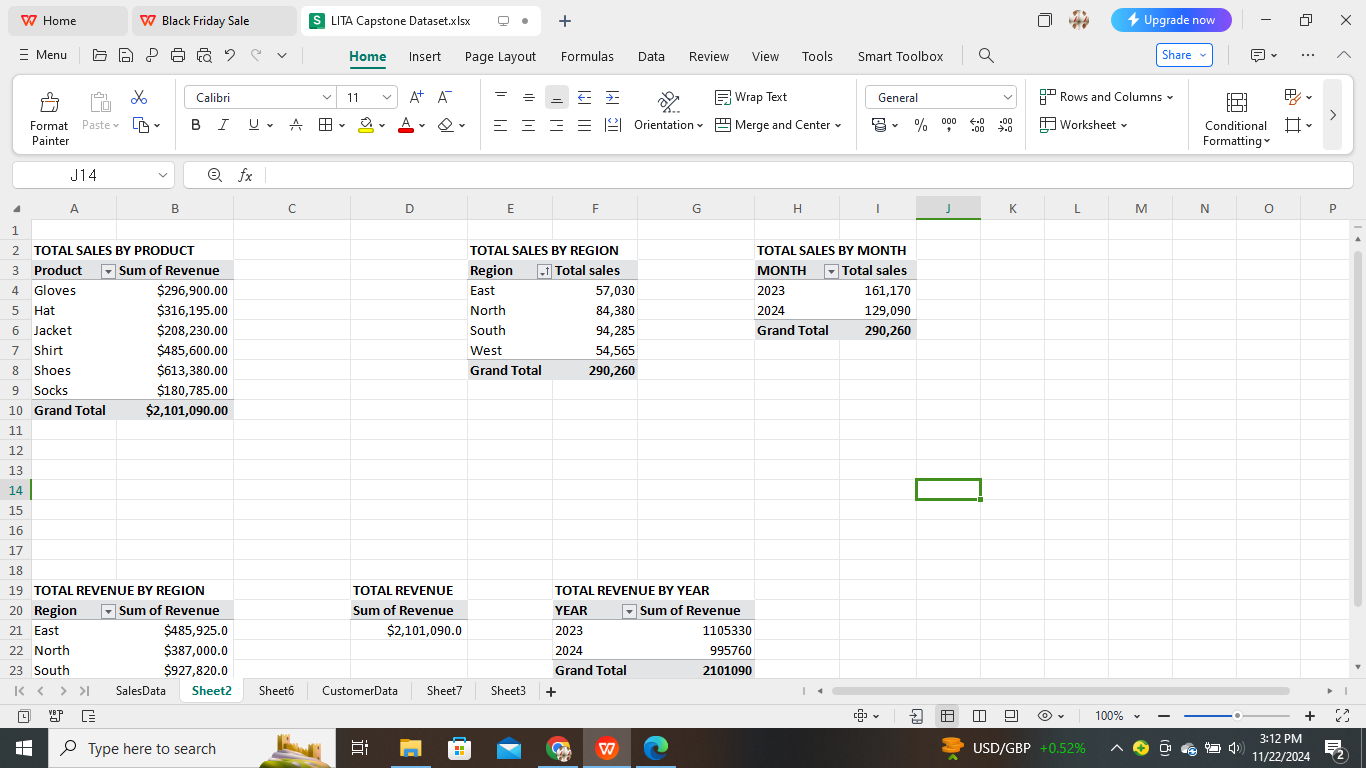 Home
Black Friday Sale
LITA Capstone Dataset.xlsx
Upgrade now
Menu
Home Insert Page Layout Formulas Data Review View Tools Smart Toolbox
Share
Format Painter
Paste
Calibri 11
Wrap Text
Orientation
Merge and Center
General
Rows and Columns
Worksheet
Conditional Formatting
J14
fx
A B C D E F G H I J K L M N O P
1
2 TOTAL SALES BY PRODUCT TOTAL SALES BY REGION TOTAL SALES BY MONTH
3 Product Sum of Revenue Region Total sales MONTH Total sales
4 Gloves $296,900.00 East 57,030 2023 161,170
5 Hat $316,195.00 North 84,380 2024 129,090
6 Jacket $208,230.00 South 94,285 Grand Total 290,260
7 Shirt $485,600.00 West 54,565
8 Shoes $613,380.00 Grand Total 290,260
9 Socks $180,785.00
10 Grand Total $2,101,090.00
11
12
13
14
15
16
17
18
19 TOTAL REVENUE BY REGION TOTAL REVENUE TOTAL REVENUE BY YEAR
20 Region Sum of Revenue Sum of Revenue YEAR Sum of Revenue
21 East $485,925.0 $2,101,090.0 2023 1105330
22 North $387,000.0 2024 995760
23 South $927,820.0 Grand Total 2101090
SalesData Sheet2 Sheet6 CustomerData Sheet7 Sheet3
100%
Type here to search
USD/GBP +0.52%
3:12 PM
11/22/2024
2